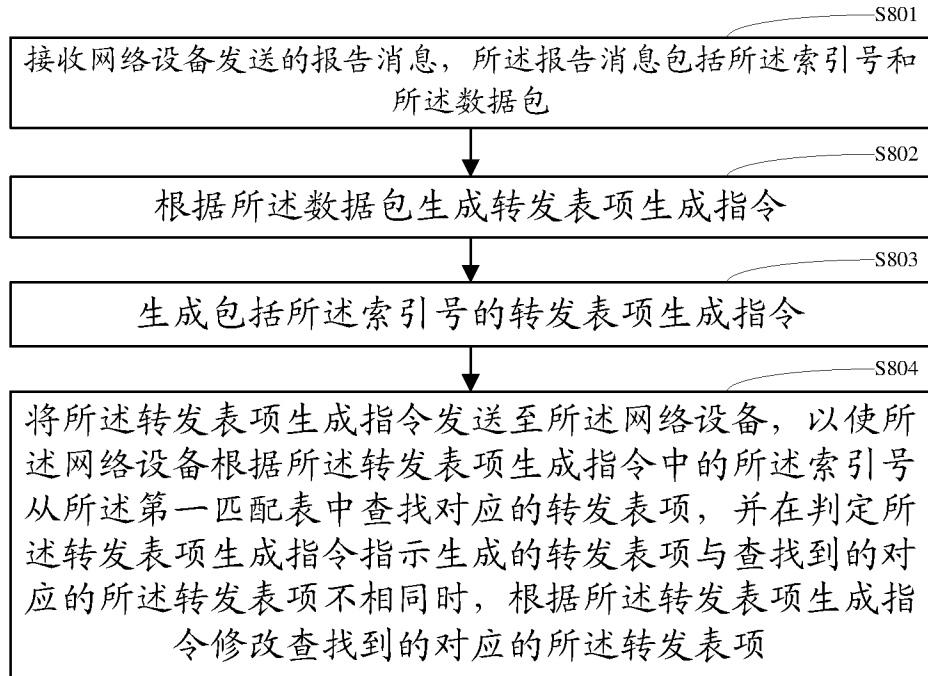 S801
接收网络设备发送的报告消息，所述报告消息包括所述索引号和
所述数据包
S802
根据所述数据包生成转发表项生成指令
S803
生成包括所述索引号的转发表项生成指令
S804
将所述转发表项生成指令发送至所述网络设备，以使所
述网络设备根据所述转发表项生成指令中的所述索引号
从所述第一匹配表中查找对应的转发表项，并在判定所
述转发表项生成指令指示生成的转发表项与查找到的对
应的所述转发表项不相同时，根据所述转发表项生成指
令修改查找到的对应的所述转发表项